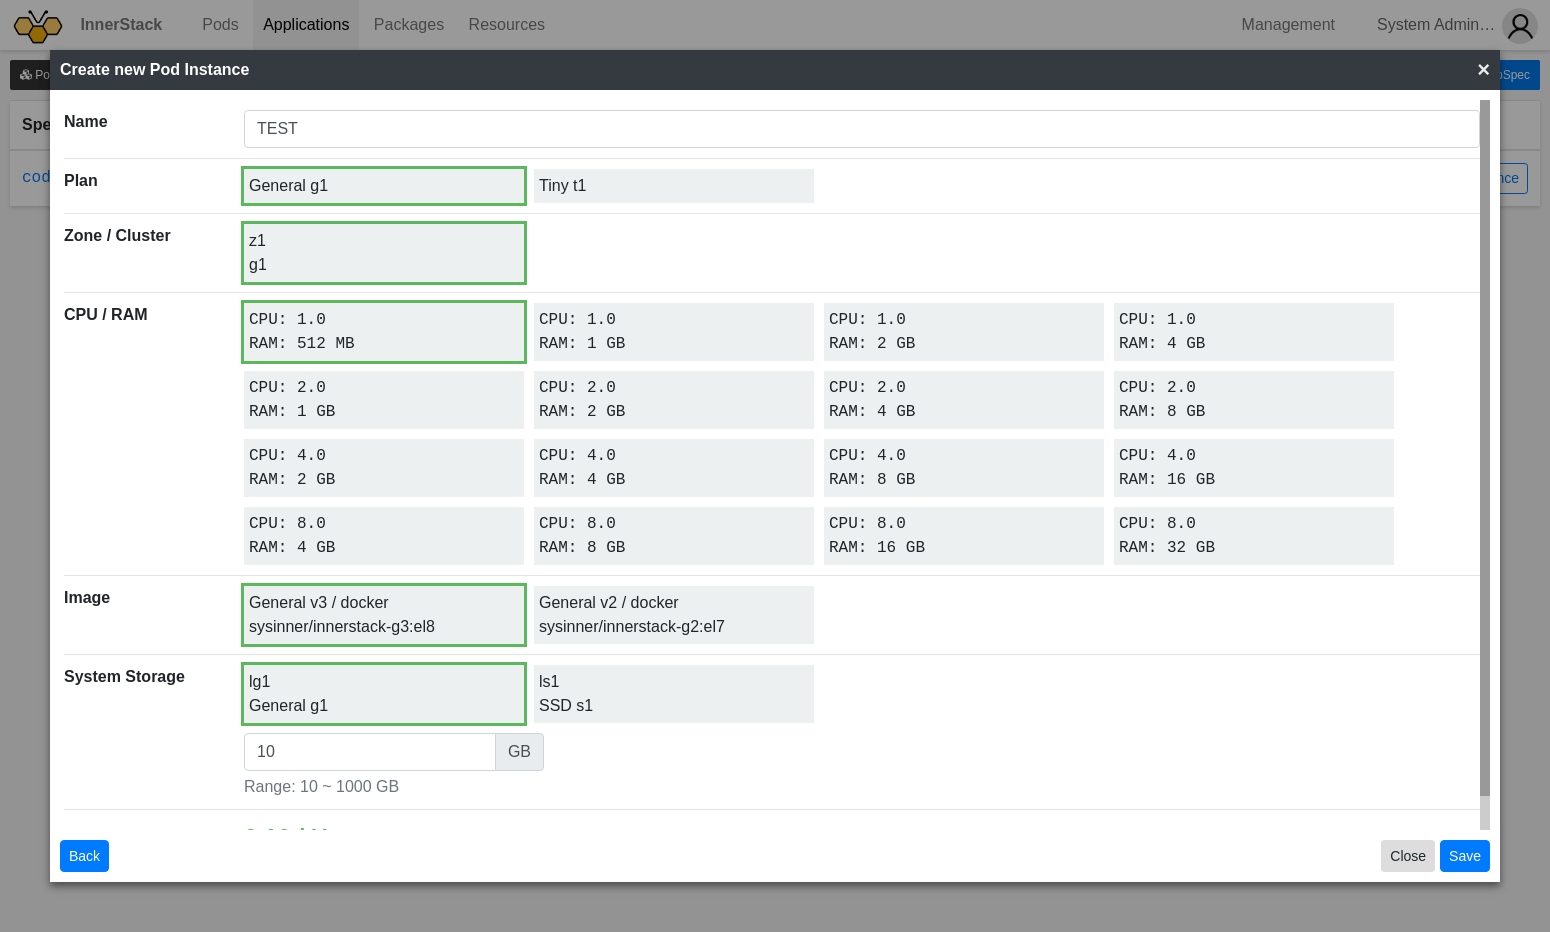 InnerStack Pods Applications Packages Resources Management System Admin…
Create new Pod Instance ×
Name TEST
Plan General g1 Tiny t1
Zone / Cluster z1
g1
CPU / RAM
CPU: 1.0 CPU: 1.0 CPU: 1.0 CPU: 1.0
RAM: 512 MB RAM: 1 GB RAM: 2 GB RAM: 4 GB
CPU: 2.0 CPU: 2.0 CPU: 2.0 CPU: 2.0
RAM: 1 GB RAM: 2 GB RAM: 4 GB RAM: 8 GB
CPU: 4.0 CPU: 4.0 CPU: 4.0 CPU: 4.0
RAM: 2 GB RAM: 4 GB RAM: 8 GB RAM: 16 GB
CPU: 8.0 CPU: 8.0 CPU: 8.0 CPU: 8.0
RAM: 4 GB RAM: 8 GB RAM: 16 GB RAM: 32 GB
Image General v3 / docker General v2 / docker
sysinner/innerstack-g3:el8 sysinner/innerstack-g2:el7
System Storage lg1 ls1
General g1 SSD s1
10 GB
Range: 10 ~ 1000 GB
Back Close Save